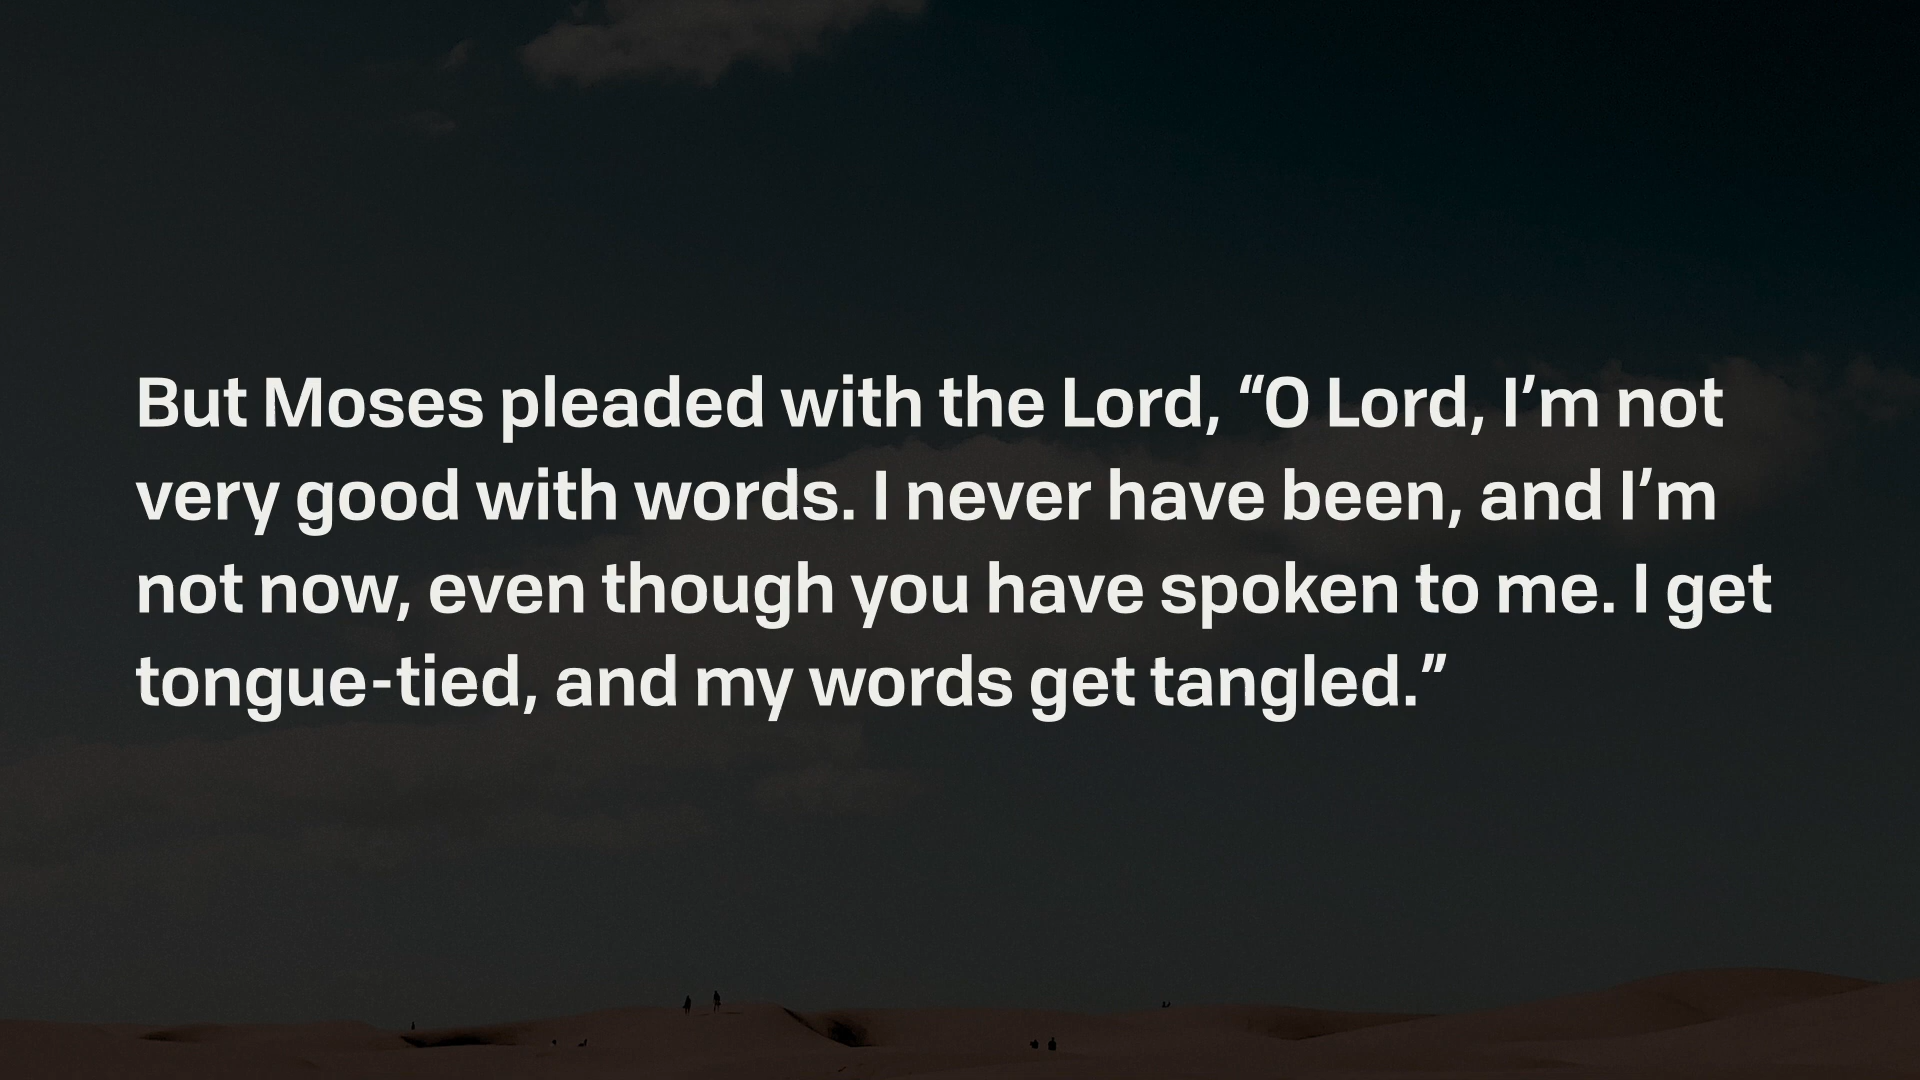 But Moses pleaded with the Lord, “O Lord, I’m not
very good with words. I never have been, and I’m
not now, even though you have spoken to me. I get
tongue-tied, and my words get tangled.”